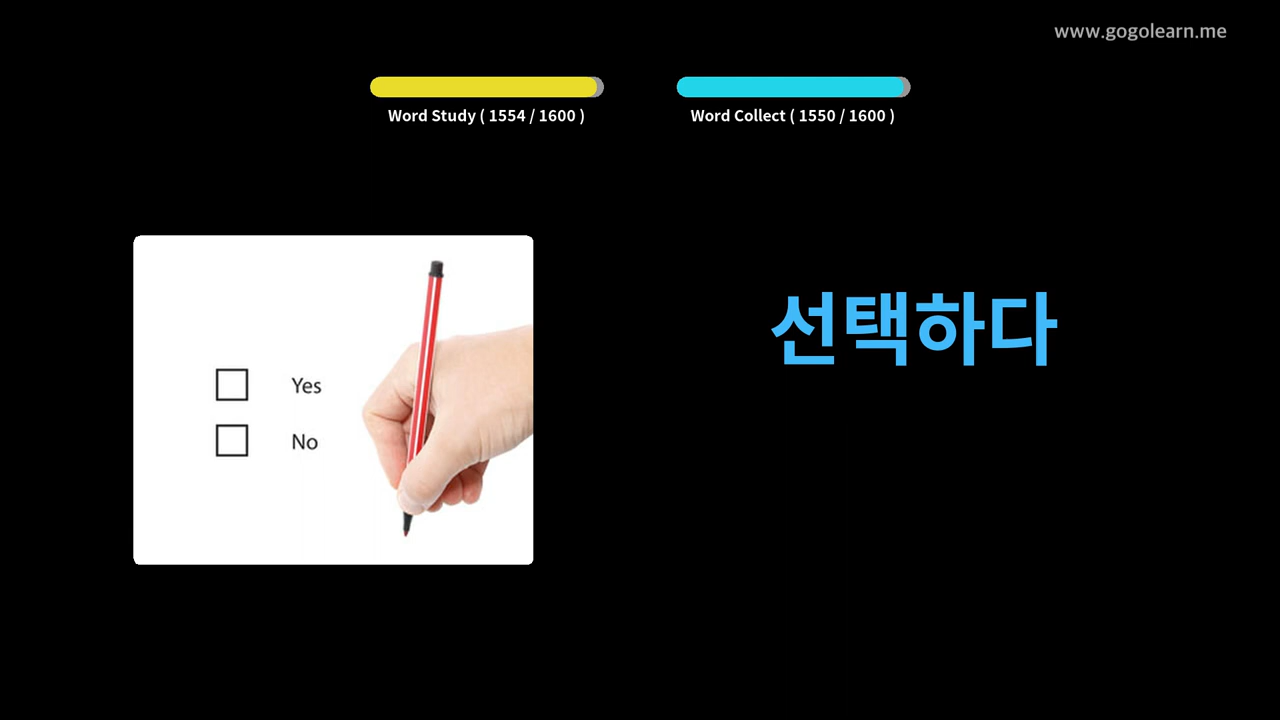 www.gogolearn.me
Word Study ( 1554 / 1600 )
Word Collect ( 1550 / 1600 )
Yes
No
선택하다